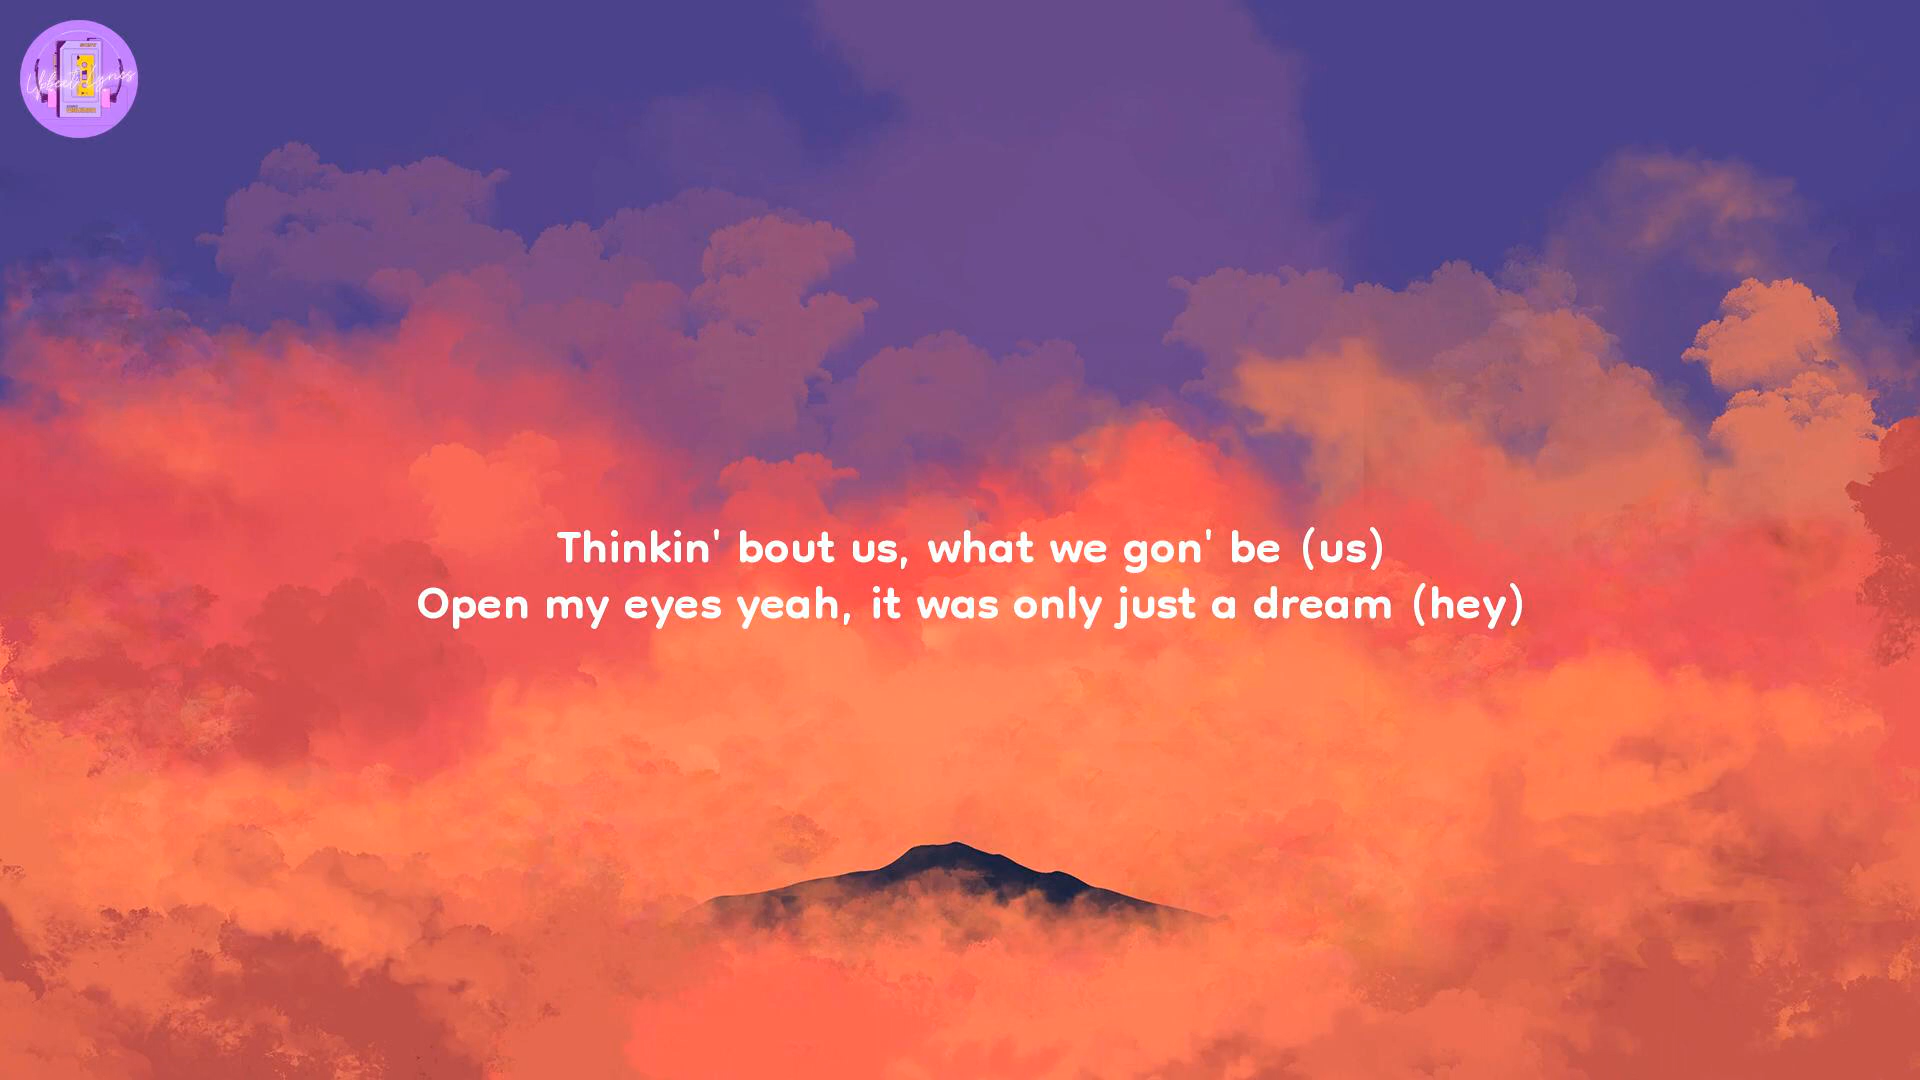 Thinkin' bout us, what we gon' be (us)
Open my eyes yeah, it was only just a dream (hey)